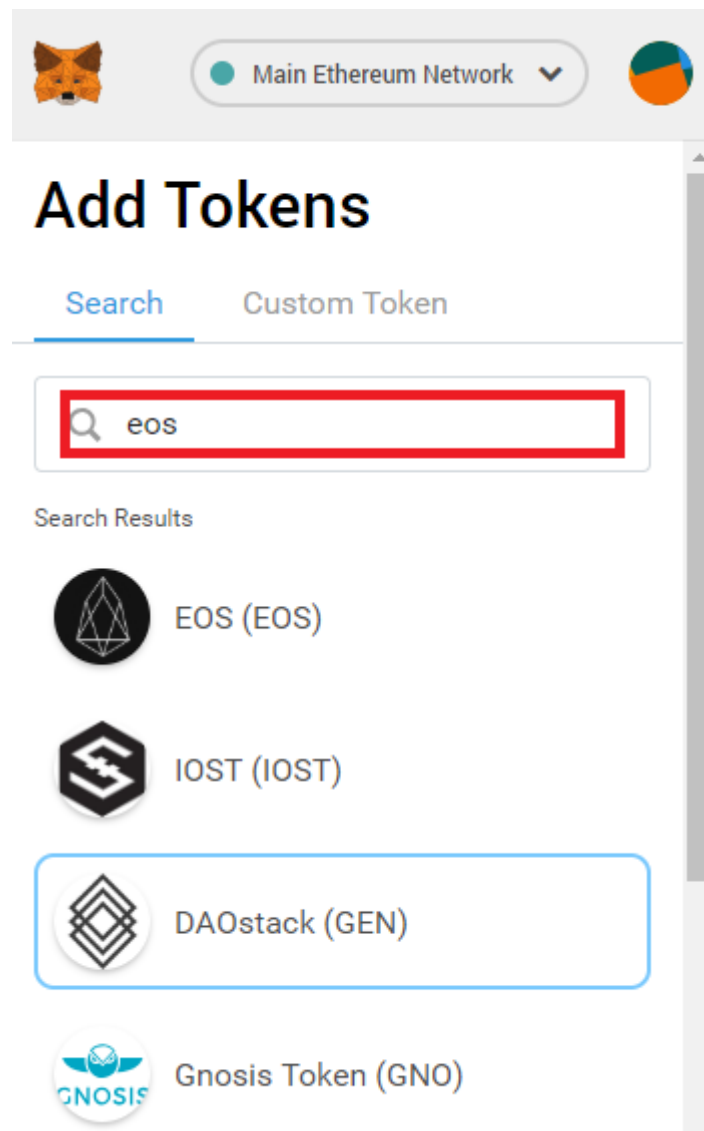 Main Ethereum Network
Add Tokens
Search Custom Token
eos
Search Results
EOS (EOS)
IOST (IOST)
DAOstack (GEN)
GNOSIS
Gnosis Token (GNO)